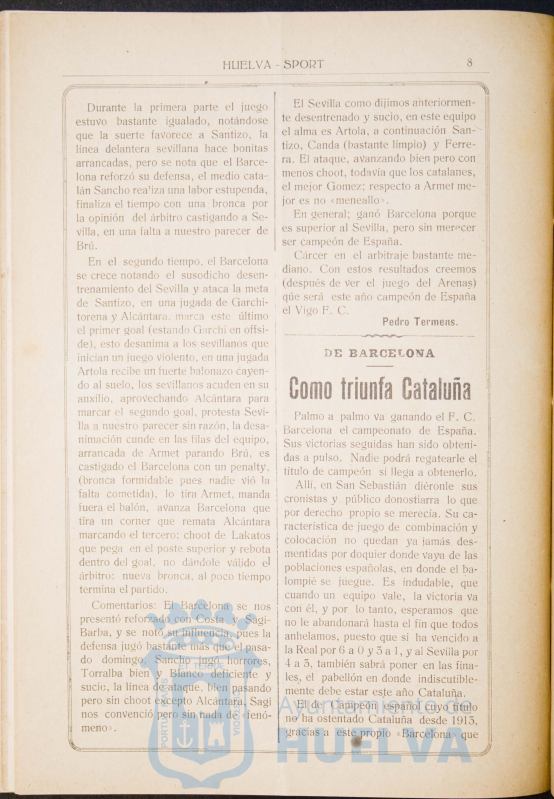 HUELVA - SPORT
8
Durante la primera parte el juego
estuvo bastante igualado, notándose
que la suerte favorece a Santizo, la
línea delantera sevillana hace bonitas
arrancadas, pero se nota que el Barce-
lona reforzó su defensa, el medio cata-
lán Sancho realiza una labor estupenda,
finaliza el tiempo con una bronca por
la opinión del árbitro castigando a Se-
villa, en una falta a nuestro parecer de
Brú.
En el segundo tiempo, el Barcelona
se crece notando el susodicho desen-
trenamiento del Sevilla y ataca la meta
de Santizo, en una jugada de Garchi-
torena y Alcántara, marca este último
el primer goal (estando Garchi en offsi-
de), esto desanima a los sevillanos que
inician un juego violento, en una jugada
Artola recibe un fuerte balonazo cayen-
do al suelo, los sevillanos acuden en su
auxilio, aprovechando Alcántara para
marcar el segundo goal, protesta Sevi-
lla a nuestro parecer sin razón, la desa-
nimación cunde en las filas del equipo,
arrancada de Armet parando Brú, es
castigado el Barcelona con un penalty,
(bronca formidable pues nadie vió la
falta cometida), lo tira Armet, manda
fuera el balón, avanza Barcelona que
tira un corner que remata Alcántara
marcando el tercero; choot de Lakatos
que pega en el poste superior y rebota
dentro del goal, no dándole válido el
árbitro; nueva bronca, al poco tiempo
termina el partido.
Comentarios: El Barcelona se nos
presentó reforzado con Costa y Sagi-
Barba, y se notó su influencia, pues la
defensa jugó bastante más que el pasa-
do domingo, Sancho jugó horrores,
Torralba bien y Blanco deficiente y
sucio, la línea de ataque, bien pasando
pero sin choot excepto Alcántara, Sagi
nos convenció pero sin nada de «fenó-
meno».
El Sevilla como dijimos anteriormen-
te desentrenado y sucio, en este equipo
el alma es Artola, a continuación San-
tizo, Canda (bastante limpio) y Ferre-
ra. El ataque, avanzando bien pero con
menos choot, todavía que los catalanes,
el mejor Gomez; respecto a Armet me-
jor es no «meneallo».
En general; ganó Barcelona porque
es superior al Sevilla, pero sin merecer
ser campeón de España.
Cárcer en el arbitraje bastante me-
diano. Con estos resultados creemos
(después de ver el juego del Arenas)
qúe será este año campeón de España
el Vigo F. C.
Pedro Termens.
DE BARCELONA
Como triunfa Cataluña
Palmo a palmo va ganando el F. C.
Barcelona el campeonato de España.
Sus victorias seguidas han sido obteni-
das a pulso. Nadie podrá regatearle el
título de campeón si llega a obtenerlo.
Allí, en San Sebastián diéronle sus
cronistas y público donostiarra lo que
por derecho propio se merecía. Su ca-
racterística de juego de combinación y
colocación no quedan ya jamás des-
mentidas por doquier donde vaya de las
poblaciones españolas, en donde el ba-
lompié se juegue. Es indudable, que
cuando un equipo vale, la victoria va
con él, y por lo tanto, esperamos que
no le abandonará hasta el fin que todos
anhelamos, puesto que si ha vencido a
la Real por 6 a 0 y 3 a 1, y al Sevilla por
4 a 3, también sabrá poner en las fina-
les, el pabellón en donde indiscutible-
mente debe estar este año Cataluña.
El de Campeón español cuyo título
no ha ostentado Cataluña desde 1913,
gracias a este propio «Barcelona» que
Ayuntamiento de
HUELVA